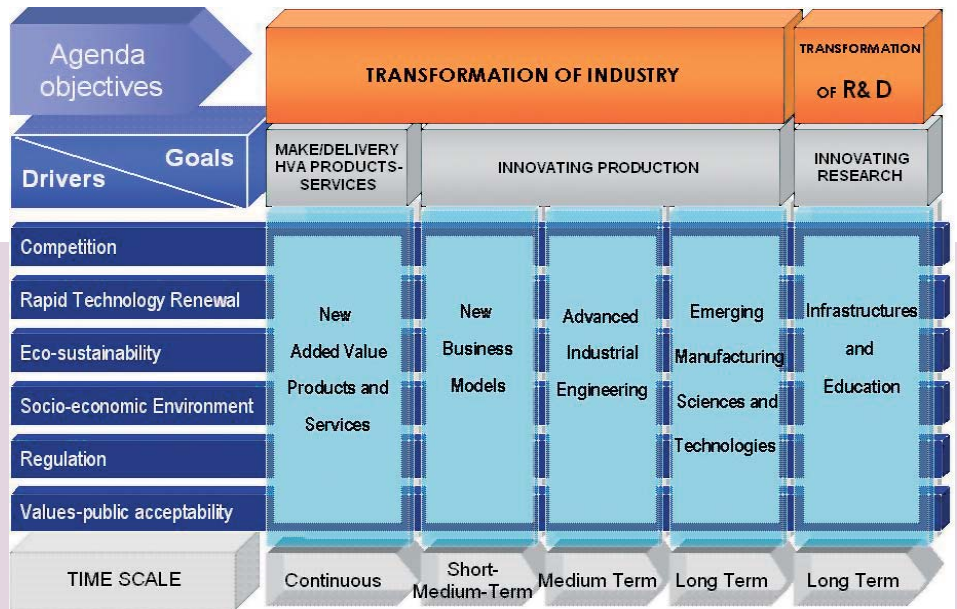 Agenda
objectives
TRANSFORMATION OF INDUSTRY
TRANSFORMATION
OF R& D
Goals
Drivers
MAKE/DELIVERY
HVA PRODUCTS-
SERVICES
INNOVATING PRODUCTION
INNOVATING
RESEARCH
Competition
Rapid Technology Renewal
Eco-sustainability
Socio-economic Environment
Regulation
Values-public acceptability
New
Added Value
Products and
Services
New
Business
Models
Advanced
Industrial
Engineering
Emerging
Manufacturing
Sciences and
Technologies
Infrastructures
and
Education
TIME SCALE
Continuous
Short-
Medium-Term
Medium Term
Long Term
Long Term